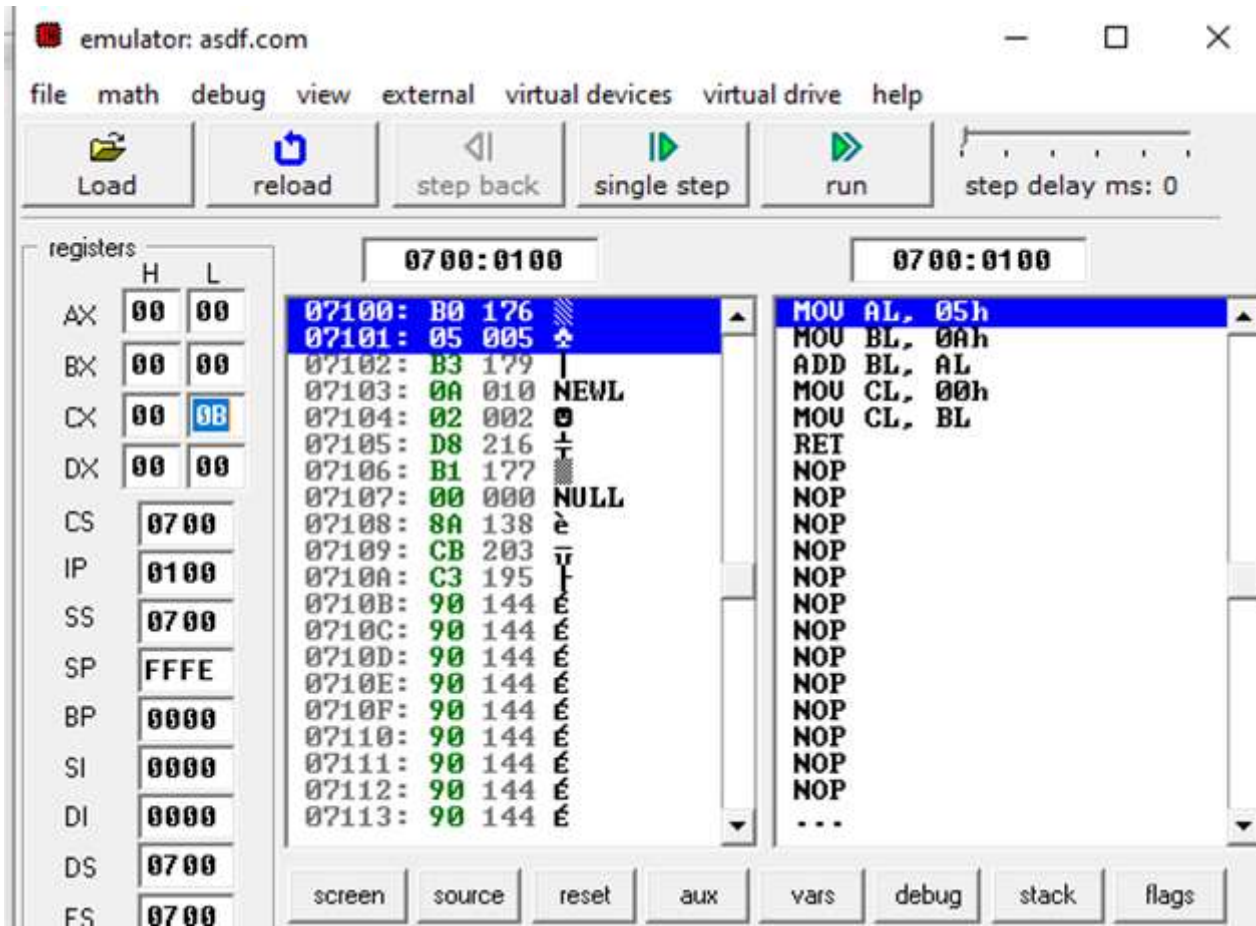 emulator: asdf.com
file math debug view external virtual devices virtual drive help
Load reload step back single step run step delay ms: 0
registers
H L
AX 00 00
BX 00 00
CX 00 0B
DX 00 00
CS 0700
IP 0100
SS 0700
SP FFFE
BP 0000
SI 0000
DI 0000
DS 0700
ES 0700
0700:0100
07100: B0 176 ▒
07101: 05 005 ♣
07102: B3 179 │
07103: 0A 010 NEWL
07104: 02 002 ☻
07105: D8 216 ╪
07106: B1 177 ▒
07107: 00 000 NULL
07108: 8A 138 è
07109: CB 203 ╦
0710A: C3 195 ├
0710B: 90 144 É
0710C: 90 144 É
0710D: 90 144 É
0710E: 90 144 É
0710F: 90 144 É
07110: 90 144 É
07111: 90 144 É
07112: 90 144 É
07113: 90 144 É
0700:0100
MOV AL, 05h
MOV BL, 0Ah
ADD BL, AL
MOV CL, 00h
MOV CL, BL
RET
NOP
NOP
NOP
NOP
NOP
NOP
NOP
NOP
NOP
NOP
NOP
NOP
NOP
...
screen source reset aux vars debug stack flags